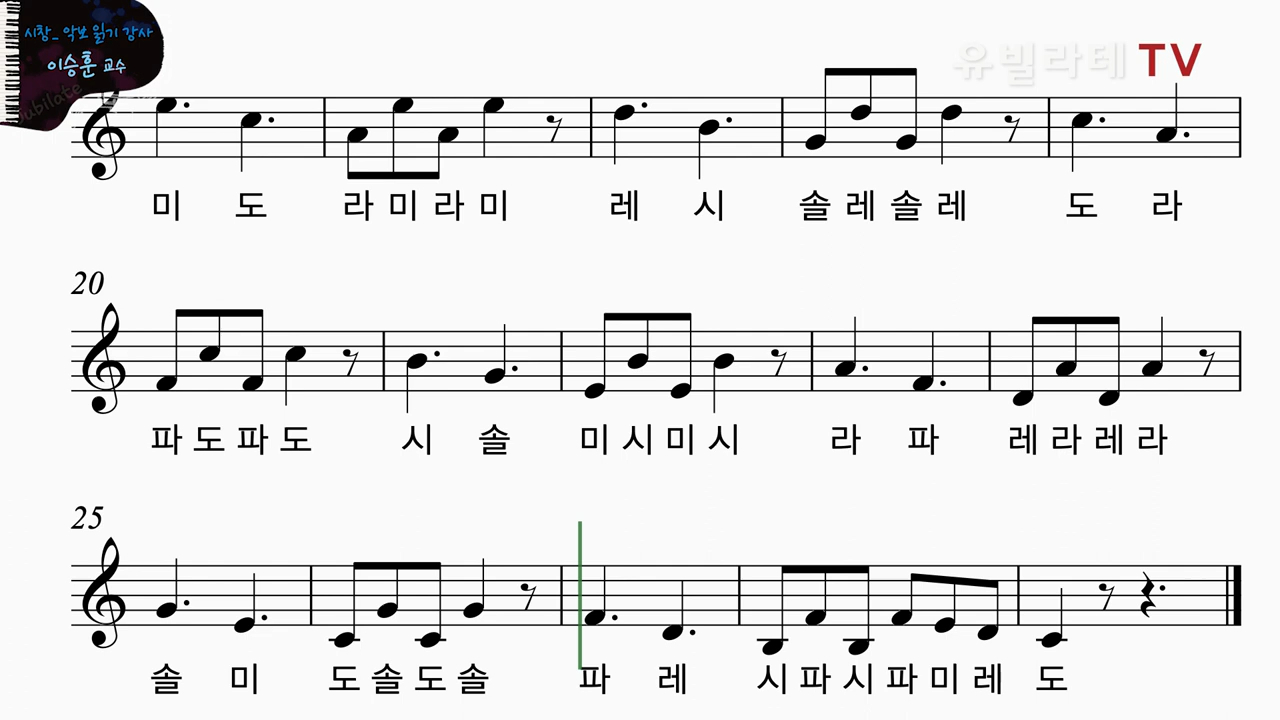 시창_ 악보 읽기 강사
이승훈 교수
Jubilate
유빌라테 TV
미 도 라 미 라 미 레 시 솔 레 솔 레 도 라
20
파 도 파 도 시 솔 미 시 미 시 라 파 레 라 레 라
25
솔 미 도 솔 도 솔 파 레 시 파 시 파 미 레 도